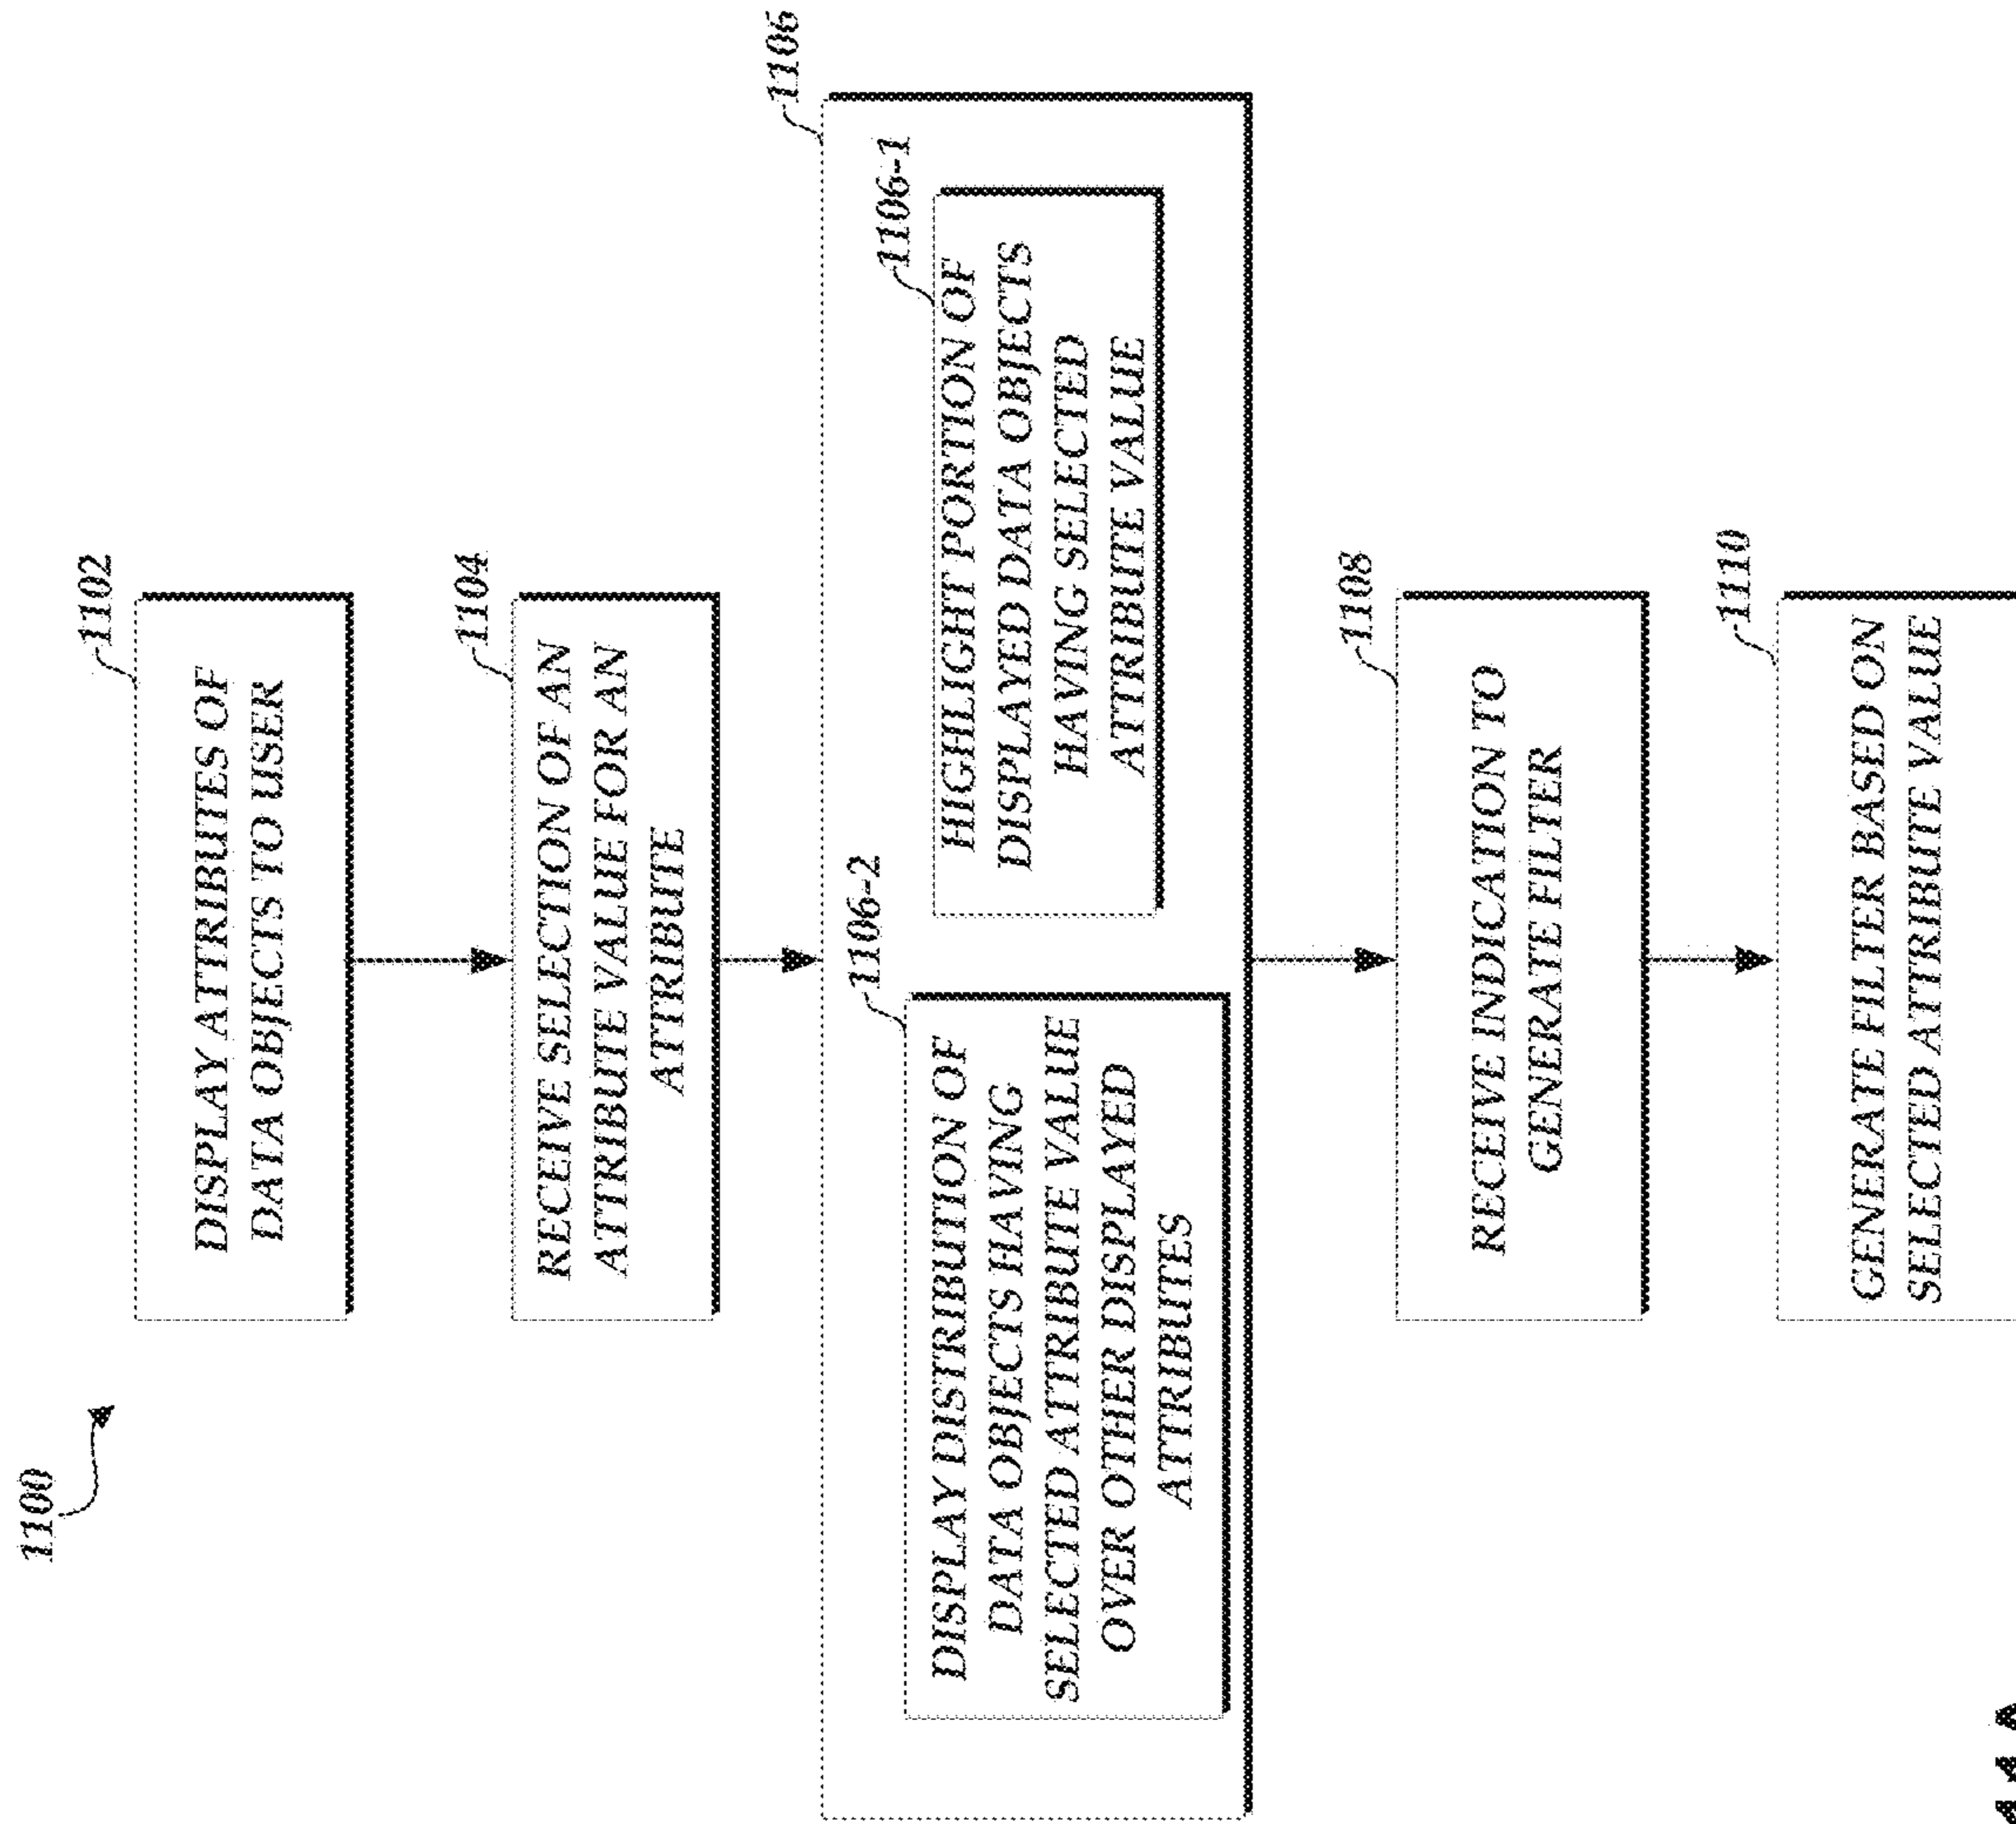 1100
1102
DISPLAY ATTRIBUTES OF
DATA OBJECTS TO USER
1104
RECEIVE SELECTION OF AN
ATTRIBUTE VALUE FOR AN
ATTRIBUTE
1106
1106-2
DISPLAY DISTRIBUTION OF
DATA OBJECTS HAVING
SELECTED ATTRIBUTE VALUE
OVER OTHER DISPLAYED
ATTRIBUTES
1106-1
HIGHLIGHT PORTION OF
DISPLAYED DATA OBJECTS
HAVING SELECTED
ATTRIBUTE VALUE
1108
RECEIVE INDICATION TO
GENERATE FILTER
1110
GENERATE FILTER BASED ON
SELECTED ATTRIBUTE VALUE